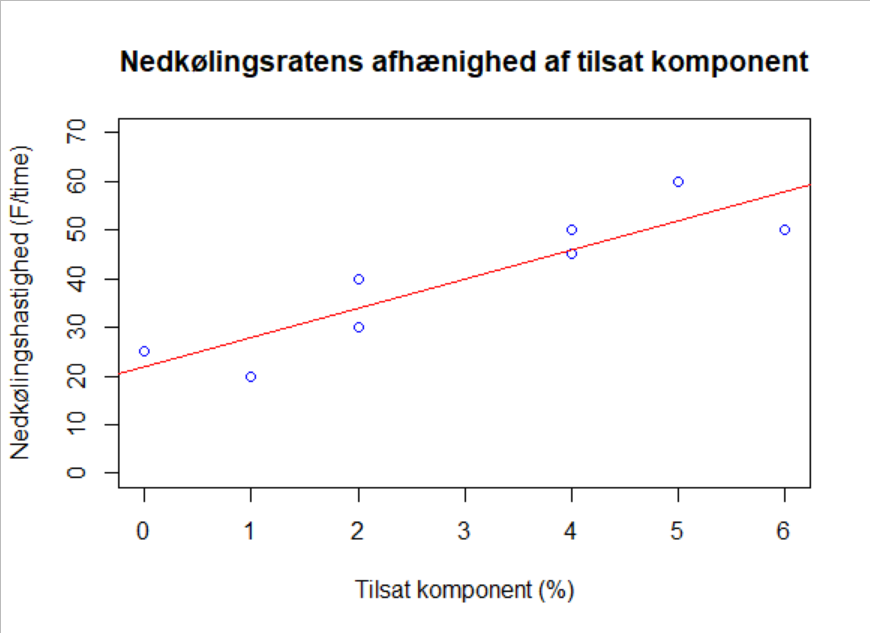 Nedkølingsratens afhænighed af tilsat komponent
Nedkølingshastighed (F/time)
70
60
50
40
30
20
10
0
0 1 2 3 4 5 6
Tilsat komponent (%)